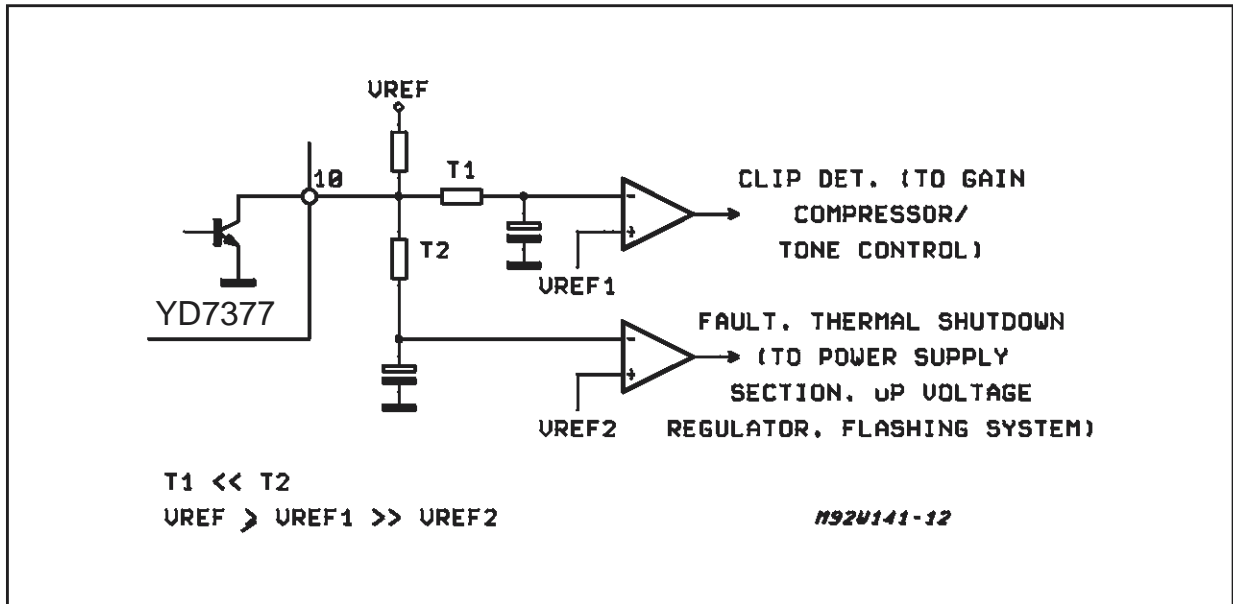 VREF
10
T1
CLIP DET. (TO GAIN
COMPRESSOR/
TONE CONTROL)
T2
VREF1
YD7377
FAULT. THERMAL SHUTDOWN
(TO POWER SUPPLY
SECTION. uP VOLTAGE
REGULATOR. FLASHING SYSTEM)
VREF2
T1 << T2
VREF > VREF1 >> VREF2
M92W141-12
-
+
-
+